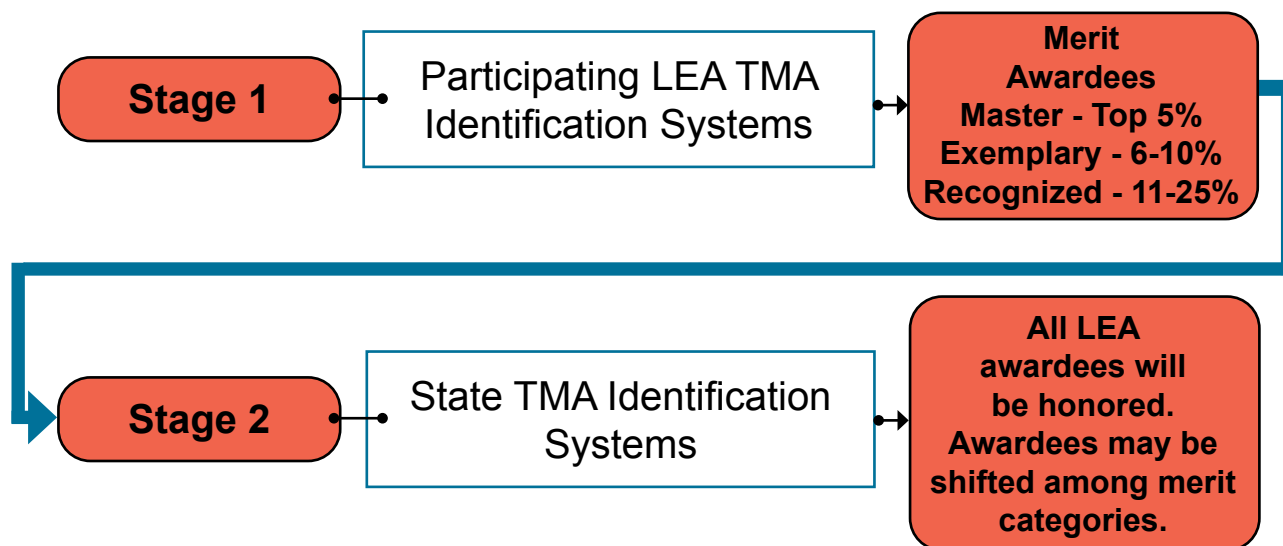 Stage 1
Participating LEA TMA
Identification Systems
Merit
Awardees
Master - Top 5%
Exemplary - 6-10%
Recognized - 11-25%
Stage 2
State TMA Identification
Systems
All LEA
awardees will
be honored.
Awardees may be
shifted among merit
categories.